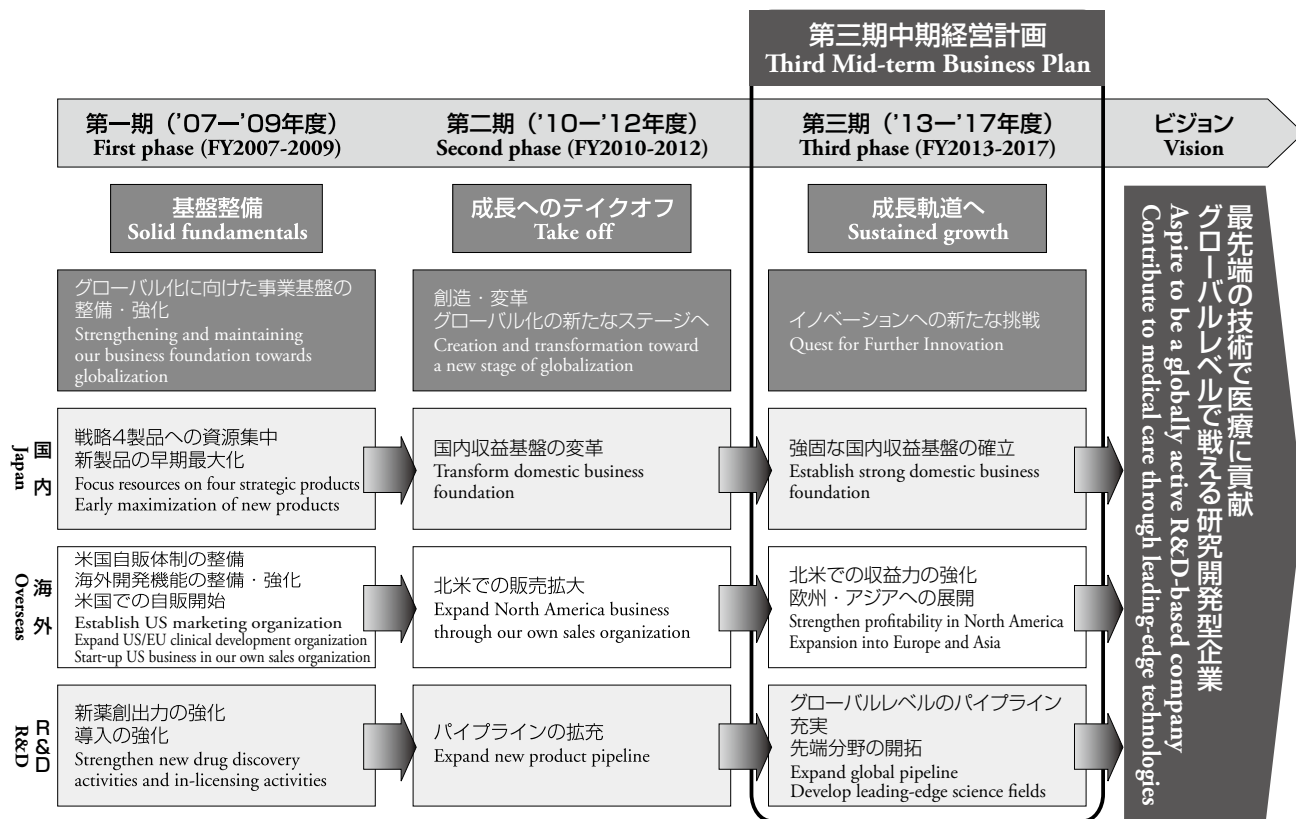 第三期中期経営計画
Third Mid-term Business Plan
第一期（’07ー’09年度）
First phase (FY2007-2009)
第二期（’10ー’12年度）
Second phase (FY2010-2012)
第三期（’13ー’17年度）
Third phase (FY2013-2017)
ビジョン
Vision
基盤整備
Solid fundamentals
成長へのテイクオフ
Take off
成長軌道へ
Sustained growth
グローバル化に向けた事業基盤の
整備・強化
Strengthening and maintaining
our business foundation towards
globalization
創造・変革
グローバル化の新たなステージへ
Creation and transformation toward
a new stage of globalization
イノベーションへの新たな挑戦
Quest for Further Innovation
国内
Japan
戦略4製品への資源集中
新製品の早期最大化
Focus resources on four strategic products
Early maximization of new products
国内収益基盤の変革
Transform domestic business
foundation
強固な国内収益基盤の確立
Establish strong domestic business
foundation
海外
Overseas
米国自販体制の整備
海外開発機能の整備・強化
米国での自販開始
Establish US marketing organization
Expand US/EU clinical development organization
Start-up US business in our own sales organization
北米での販売拡大
Expand North America business
through our own sales organization
北米での収益力の強化
欧州・アジアへの展開
Strengthen profitability in North America
Expansion into Europe and Asia
R&D
R&D
新薬創出力の強化
導入の強化
Strengthen new drug discovery
activities and in-licensing activities
パイプラインの拡充
Expand new product pipeline
グローバルレベルのパイプライン
充実
先端分野の開拓
Expand global pipeline
Develop leading-edge science fields
最先端の技術で医療に貢献
グローバルレベルで戦える研究開発型企業
Aspire to be a globally active R&D-based company
Contribute to medical care through leading-edge technologies